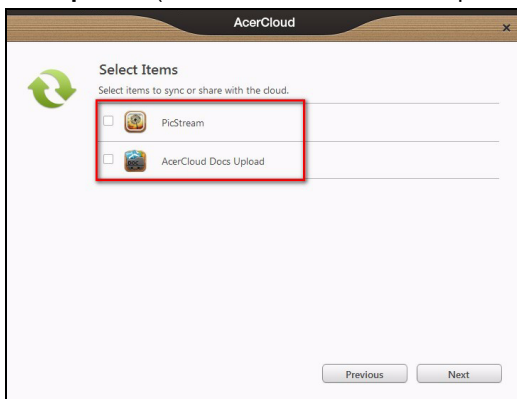 AcerCloud
Select Items
Select items to sync or share with the cloud.
PicStream
AcerCloud Docs Upload
Previous Next